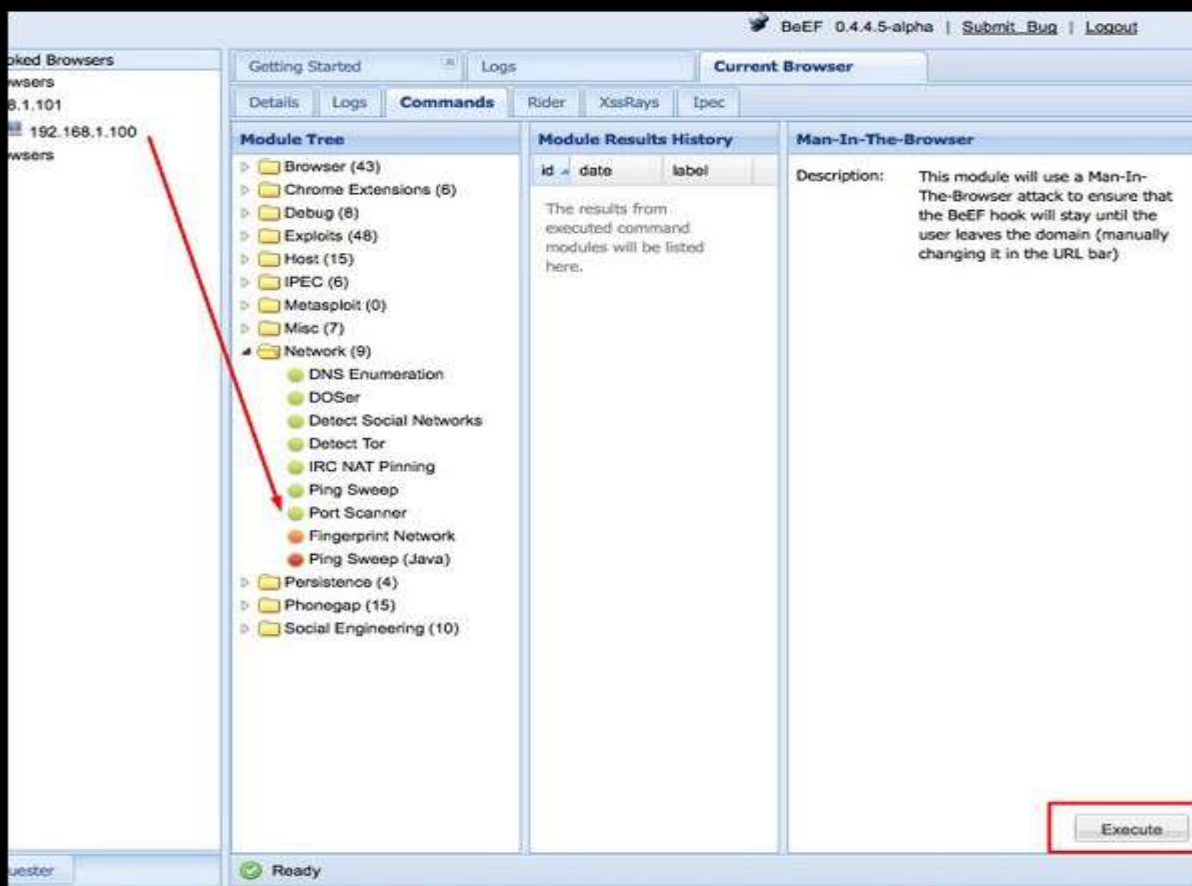 BeEF 0.4.4.5-alpha | Submit Bug | Logout
oked Browsers
wsers
8.1.101
192.168.1.100
wsers
Getting Started
Logs
Current Browser
Details
Logs
Commands
Rider
XssRays
Ipec
Module Tree
Browser (43)
Chrome Extensions (6)
Debug (8)
Exploits (48)
Host (15)
IPEC (6)
Metasploit (0)
Misc (7)
Network (9)
DNS Enumeration
DOSer
Detect Social Networks
Detect Tor
IRC NAT Pinning
Ping Sweep
Port Scanner
Fingerprint Network
Ping Sweep (Java)
Persistence (4)
Phonegap (15)
Social Engineering (10)
Module Results History
id date label
The results from
executed command
modules will be listed
here.
Man-In-The-Browser
Description: This module will use a Man-In-
The-Browser attack to ensure that
the BeEF hook will stay until the
user leaves the domain (manually
changing it in the URL bar)
Execute
uester
Ready